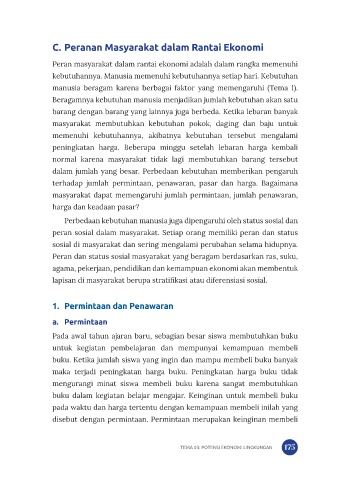 C. Peranan Masyarakat dalam Rantai Ekonomi
Peran masyarakat dalam rantai ekonomi adalah dalam rangka memenuhi
kebutuhannya. Manusia memenuhi kebutuhannya setiap hari. Kebutuhan
manusia beragam karena berbagai faktor yang memengaruhi (Tema 1).
Beragamnya kebutuhan manusia menjadikan jumlah kebutuhan akan satu
barang dengan barang yang lainnya juga berbeda. Ketika lebaran banyak
masyarakat membutuhkan kebutuhan pokok, daging dan baju untuk
memenuhi kebutuhannya, akibatnya kebutuhan tersebut mengalami
peningkatan harga. Beberapa minggu setelah lebaran harga kembali
normal karena masyarakat tidak lagi membutuhkan barang tersebut
dalam jumlah yang besar. Perbedaan kebutuhan memberikan pengaruh
terhadap jumlah permintaan, penawaran, pasar dan harga. Bagaimana
masyarakat dapat memengaruhi jumlah permintaan, jumlah penawaran,
harga dan keadaan pasar?
Perbedaan kebutuhan manusia juga dipengaruhi oleh status sosial dan
peran sosial dalam masyarakat. Setiap orang memiliki peran dan status
sosial di masyarakat dan sering mengalami perubahan selama hidupnya.
Peran dan status sosial masyarakat yang beragam berdasarkan ras, suku,
agama, pekerjaan, pendidikan dan kemampuan ekonomi akan membentuk
lapisan di masyarakat berupa stratifikasi atau diferensiasi sosial.
1. Permintaan dan Penawaran
a. Permintaan
Pada awal tahun ajaran baru, sebagian besar siswa membutuhkan buku
untuk kegiatan pembelajaran dan mempunyai kemampuan membeli
buku. Ketika jumlah siswa yang ingin dan mampu membeli buku banyak
maka terjadi peningkatan harga buku. Peningkatan harga buku tidak
mengurangi minat siswa membeli buku karena sangat membutuhkan
buku dalam kegiatan belajar mengajar. Keinginan untuk membeli buku
pada waktu dan harga tertentu dengan kemampuan membeli inilah yang
disebut dengan permintaan. Permintaan merupakan keinginan membeli
TEMA 03: POTENSI EKONOMI LINGKUNGAN 175